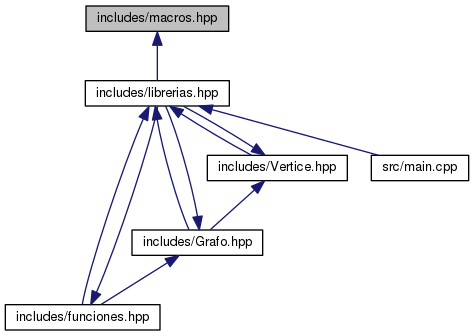 includes/macros.hpp
includes/librerias.hpp
includes/Vertice.hpp
src/main.cpp
includes/Grafo.hpp
includes/funciones.hpp